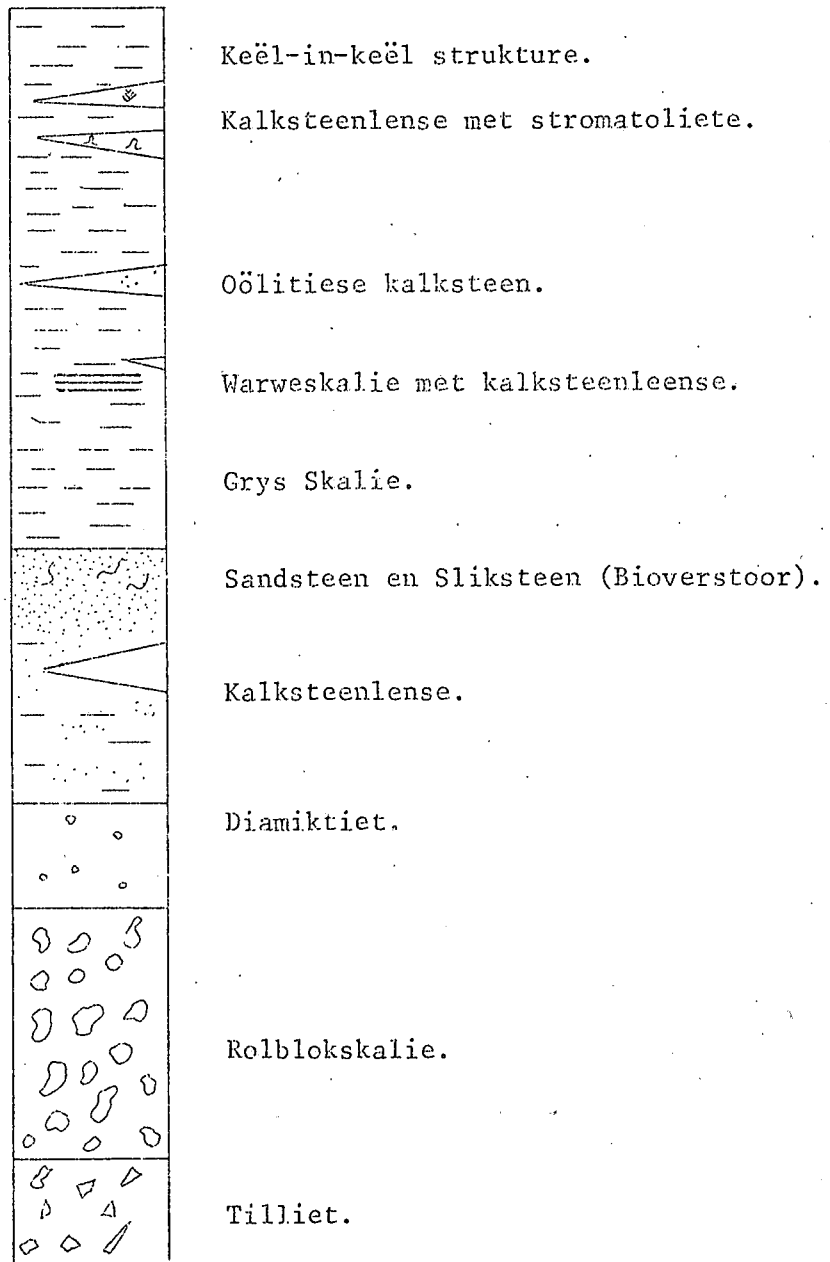 Keël-in-keël strukture.
Kalksteenlense met stromatoliete.
Oölitiese kalksteen.
Warweskalie met kalksteenleense.
Grys Skalie.
Sandsteen en Sliksteen (Bioverstoor).
Kalksteenlense.
Diamiktiet.
Rolblokskalie.
Tilliet.